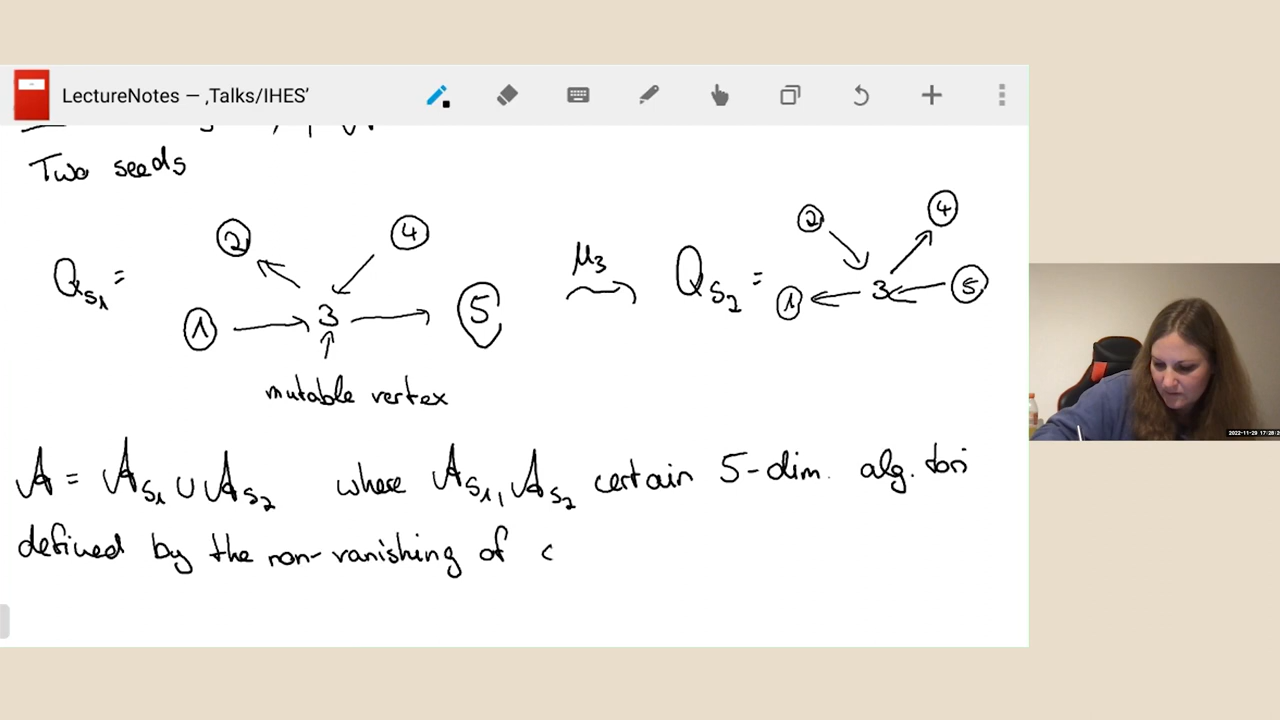 LectureNotes — ‚Talks/IHES’
Two seeds
Q_{S_1} =
2
4
1
3
5
mutable vertex
μ_3
Q_{S_2} =
2
4
1
3
5
A = A_{S_1} ∪ A_{S_2} where A_{S_1}, A_{S_2} certain 5-dim. alg. tori
defined by the non-vanishing of c